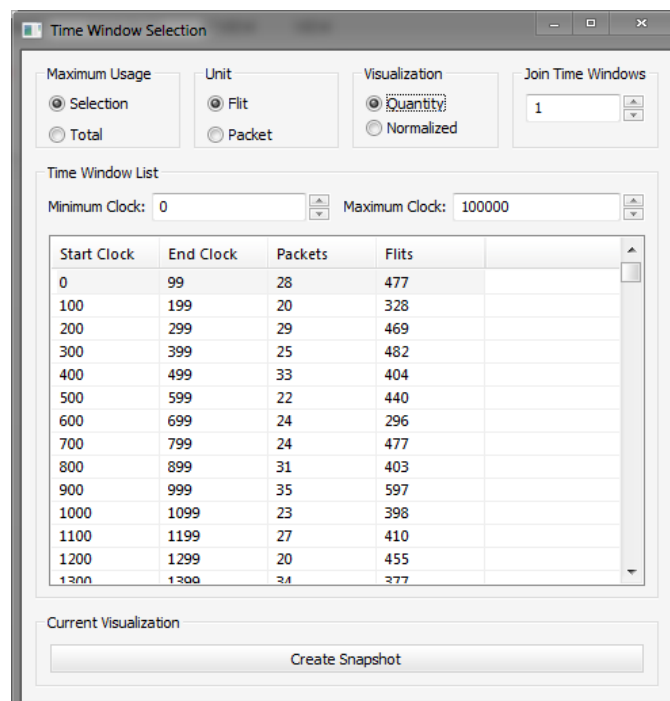 Time Window Selection
Maximum Usage Unit Visualization Join Time Windows
Selection Flit Quantity 1
Total Packet Normalized
Time Window List
Minimum Clock: 0 Maximum Clock: 100000
Start Clock End Clock Packets Flits
0 99 28 477
100 199 20 328
200 299 29 469
300 399 25 482
400 499 33 404
500 599 22 440
600 699 24 296
700 799 24 477
800 899 31 403
900 999 35 597
1000 1099 23 398
1100 1199 27 410
1200 1299 20 455
1300 1399 34 377
Current Visualization
Create Snapshot